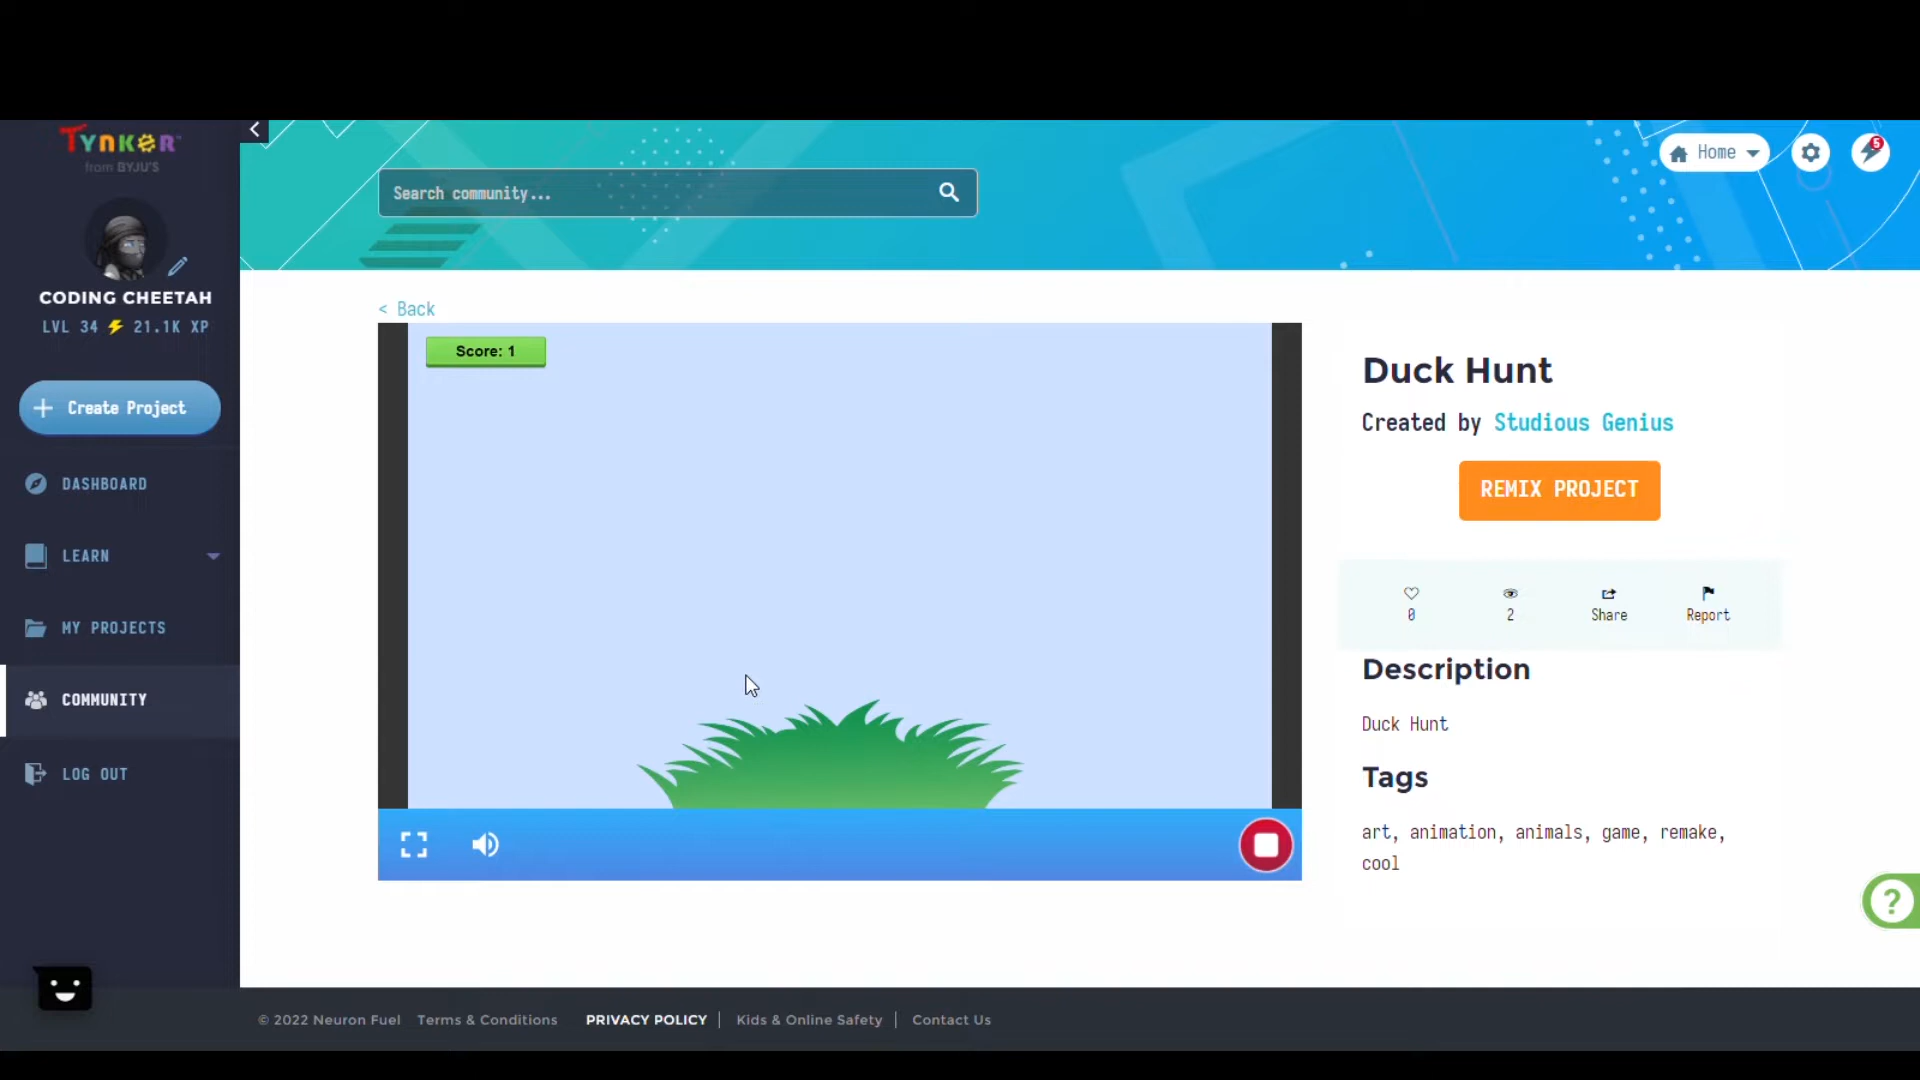 TYNKER
from BYJU'S
CODING CHEETAH
LVL 34 21.1K XP
Create Project
DASHBOARD
LEARN
MY PROJECTS
COMMUNITY
LOG OUT
Search community...
Home
5
< Back
Score: 1
Duck Hunt
Created by Studious Genius
REMIX PROJECT
0
2
Share
Report
Description
Duck Hunt
Tags
art, animation, animals, game, remake,
cool
?
© 2022 Neuron Fuel Terms & Conditions PRIVACY POLICY | Kids & Online Safety | Contact Us